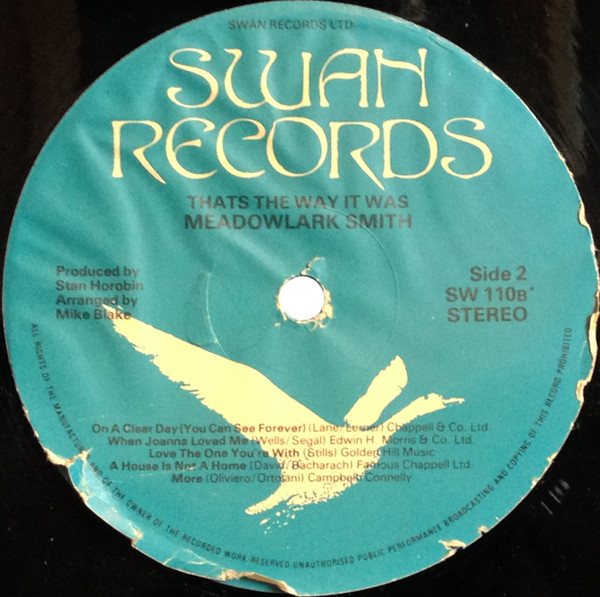 SWAN RECORDS LTD.
SWAN
RECORDS
THATS THE WAY IT WAS
MEADOWLARK SMITH
Produced by
Stan Horobin
Arranged by
Mike Blake
Side 2
SW 110B*
STEREO
On A Clear Day (You Can See Forever) (Lane/Lerner) Chappell & Co. Ltd.
When Joanna Loved Me (Wells/Segal) Edwin H. Morris & Co. Ltd.
Love The One You're With (Stills) Golden Hill Music
A House Is Not A Home (David/Bacharach) Famous Chappell Ltd.
More (Oliviero/Ortolani) Campbell Connelly
ALL RIGHTS OF THE MANUFACTURER AND OF THE OWNER OF THE RECORDED WORK RESERVED UNAUTHORISED PUBLIC PERFORMANCE BROADCASTING AND COPYING OF THIS RECORD PROHIBITED